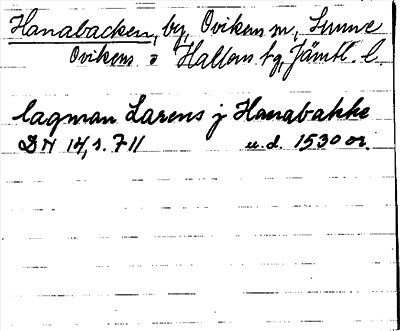 Hanabacken, by, Ovikens sn, Sunne
Ovikens o Hallens tg, Jämtl. l.
lagman Larens j Hanabakke
DN 14, s. 711 u.d. 1530 or.